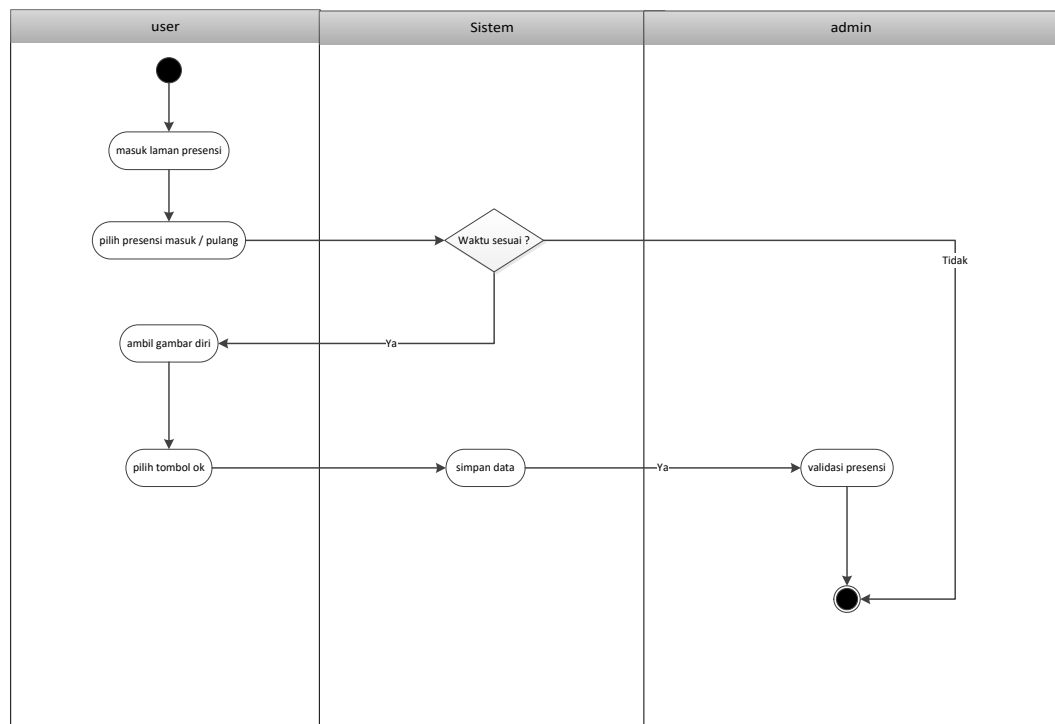 user
Sistem
admin
masuk laman presensi
pilih presensi masuk / pulang
Waktu sesuai ?
Tidak
ambil gambar diri
Ya
pilih tombol ok
simpan data
Ya
validasi presensi